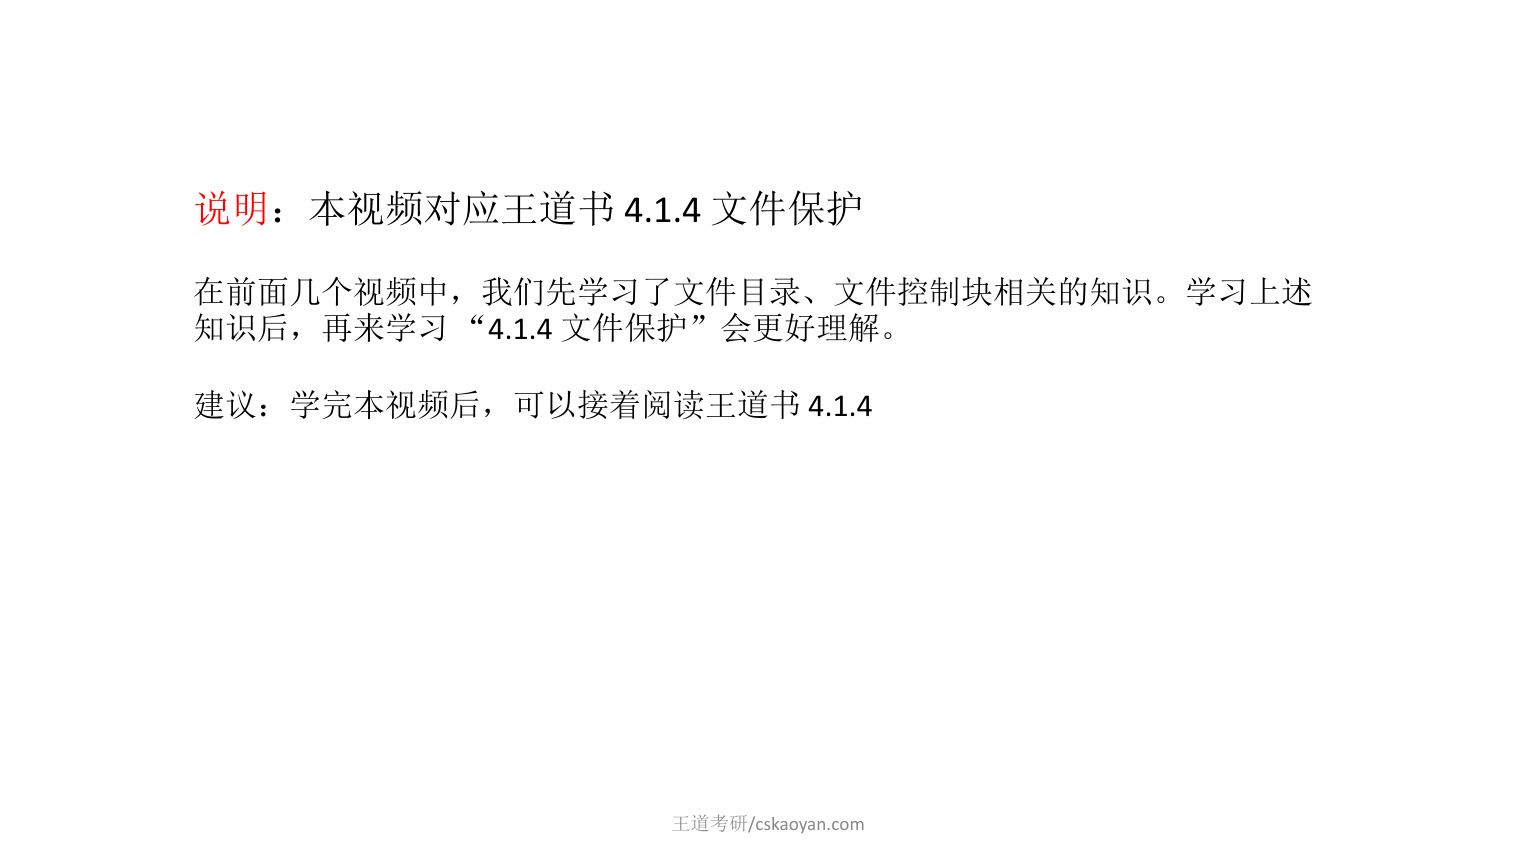 说明：本视频对应王道书 4.1.4 文件保护
在前面几个视频中，我们先学习了文件目录、文件控制块相关的知识。学习上述
知识后，再来学习 “4.1.4 文件保护”会更好理解。
建议：学完本视频后，可以接着阅读王道书 4.1.4
王道考研/cskaoyan.com